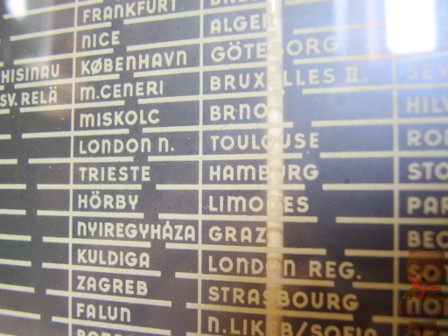 FRANKFURT
NICE ALGER
HISINAU KØBENHAVN GÖTEBORG
SV. RELÄ M.CENERI BRUXELLES II.
MISKOLC BRNO HILV
LONDON N. TOULOUSE
TRIESTE HAMBURG
HÖRBY LIMOGES
NYIREGYHÁZA GRAZ
KULDIGA LONDON REG.
ZAGREB STRASBOURG
FALUN N.LIKEB/SOFIA